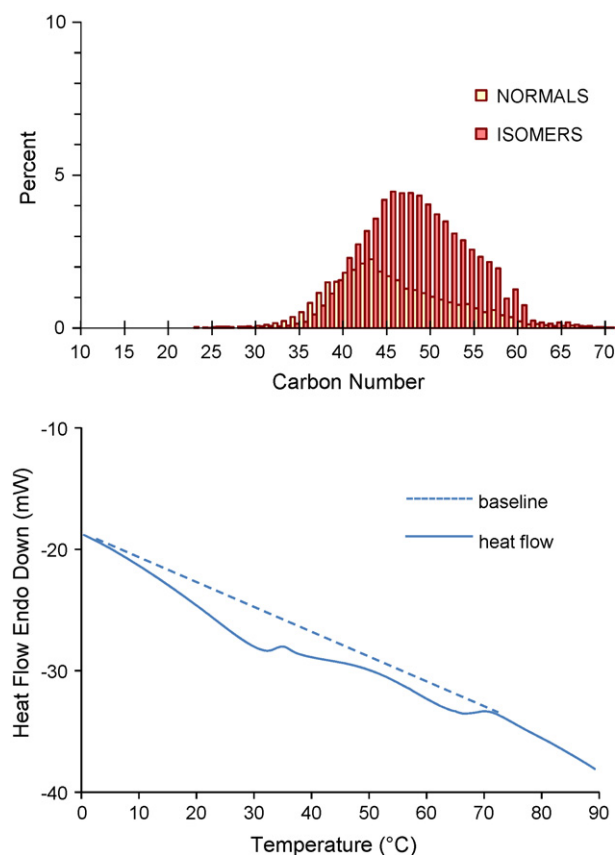 10
NORMALS
ISOMERS
5
Percent
0
10 15 20 25 30 35 40 45 50 55 60 65 70
Carbon Number
-10
baseline
heat flow
-20
Heat Flow Endo Down (mW)
-30
-40
0 10 20 30 40 50 60 70 80 90
Temperature (°C)